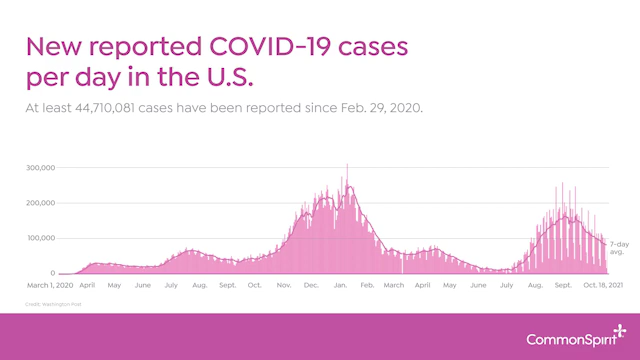 New reported COVID-19 cases
per day in the U.S.
At least 44,710,081 cases have been reported since Feb. 29, 2020.
300,000
200,000
100,000
0
7-day
avg.
March 1, 2020 April May June July Aug. Sept. Oct. Nov. Dec. Jan. Feb. March April May June July Aug. Sept. Oct. 18, 2021
Credit: Washington Post
CommonSpirit